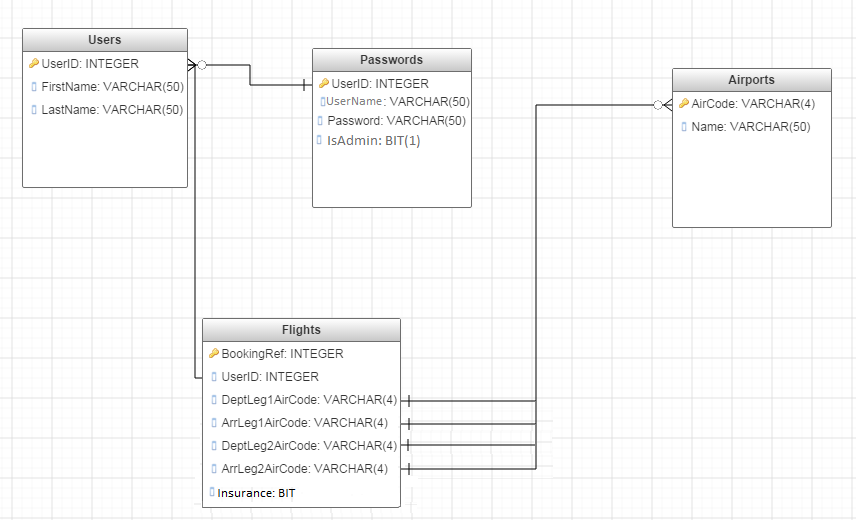 Users
UserID: INTEGER
FirstName: VARCHAR(50)
LastName: VARCHAR(50)
Passwords
UserID: INTEGER
UserName: VARCHAR(50)
Password: VARCHAR(50)
IsAdmin: BIT(1)
Airports
AirCode: VARCHAR(4)
Name: VARCHAR(50)
Flights
BookingRef: INTEGER
UserID: INTEGER
DeptLeg1AirCode: VARCHAR(4)
ArrLeg1AirCode: VARCHAR(4)
DeptLeg2AirCode: VARCHAR(4)
ArrLeg2AirCode: VARCHAR(4)
Insurance: BIT